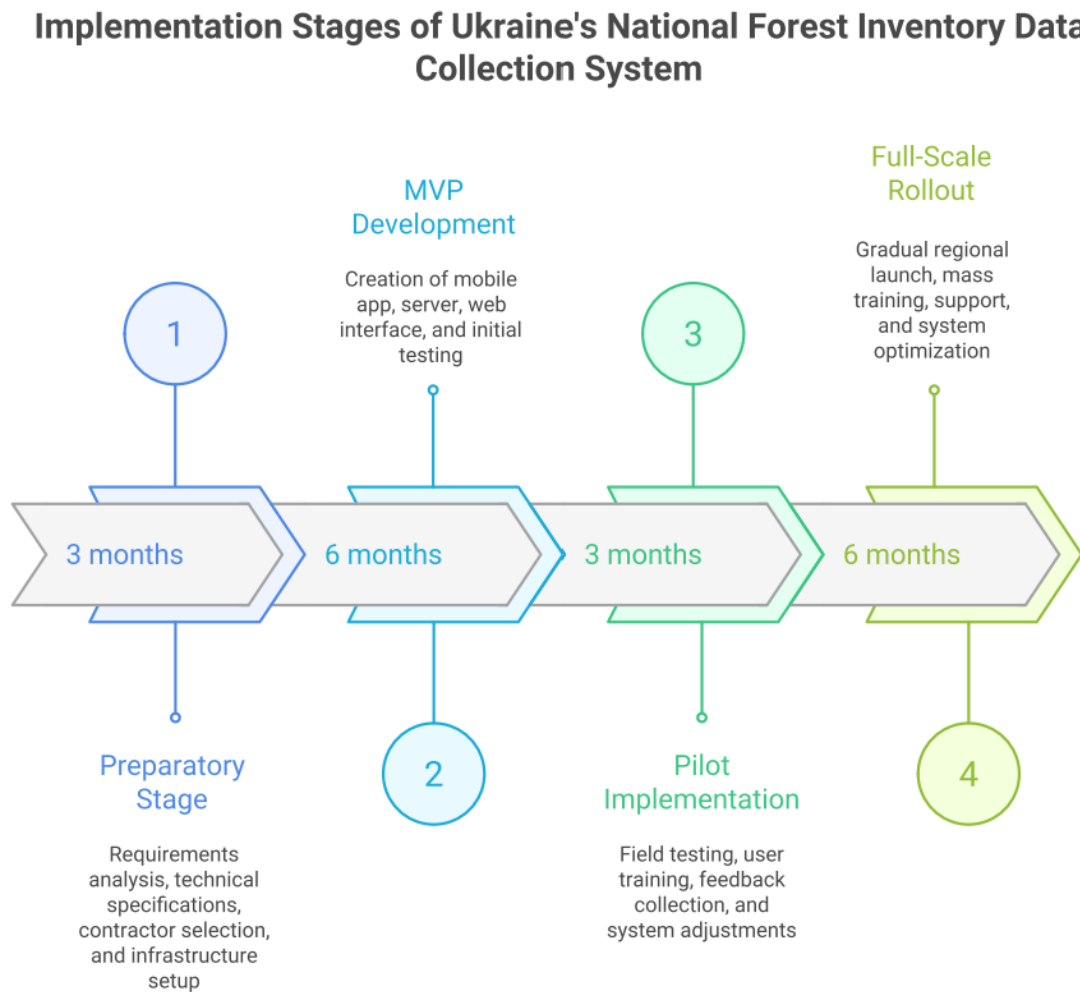 Implementation Stages of Ukraine's National Forest Inventory Data
Collection System
Full-Scale
Rollout
Gradual regional
launch, mass
training, support,
and system
optimization
MVP
Development
Creation of mobile
app, server, web
interface, and initial
testing
1
3
3 months
6 months
3 months
6 months
Preparatory
Stage
Requirements
analysis, technical
specifications,
contractor selection,
and infrastructure
setup
2
Pilot
Implementation
Field testing, user
training, feedback
collection, and
system adjustments
4